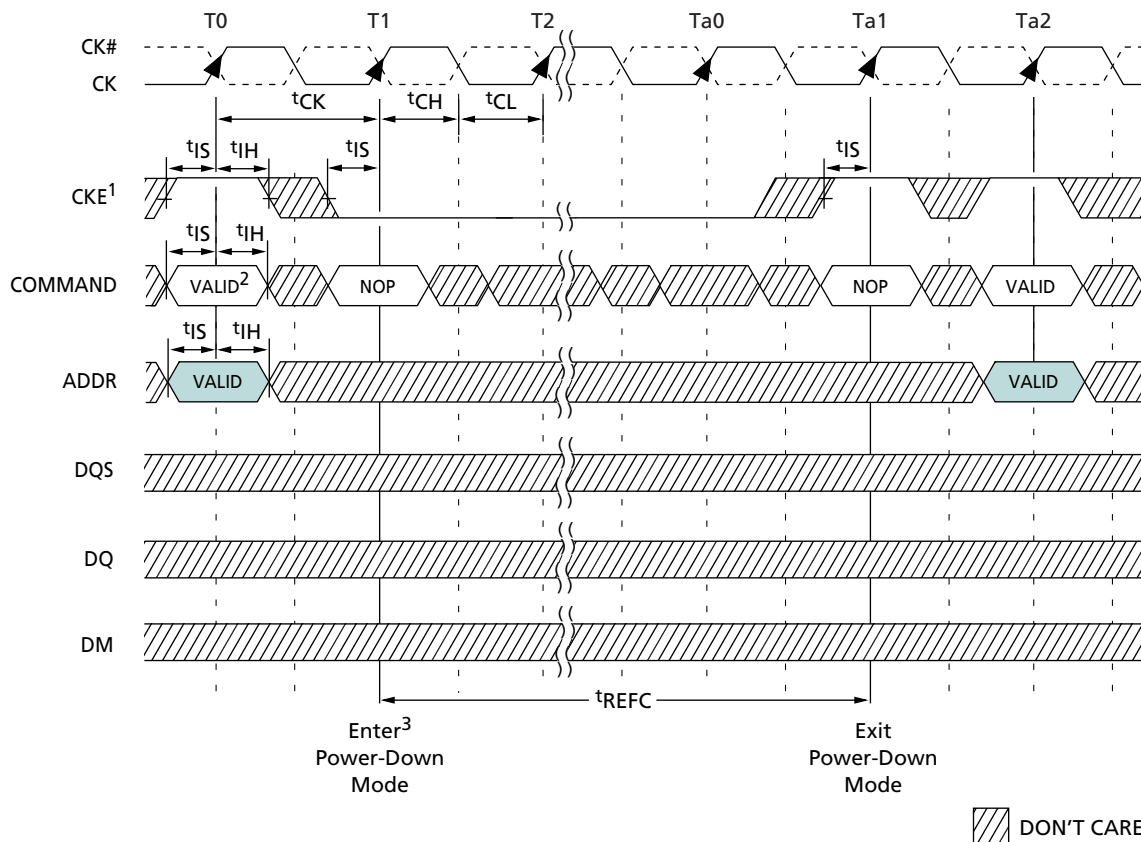 T0 T1 T2 Ta0 Ta1 Ta2
CK#
CK
tCK tCH tCL
tIS tIH tIS tIS
CKE1
tIS tIH
COMMAND VALID2 NOP NOP VALID
tIS tIH
ADDR VALID VALID
DQS
DQ
DM
tREFC
Enter3 Exit
Power-Down Power-Down
Mode Mode
DON'T CARE